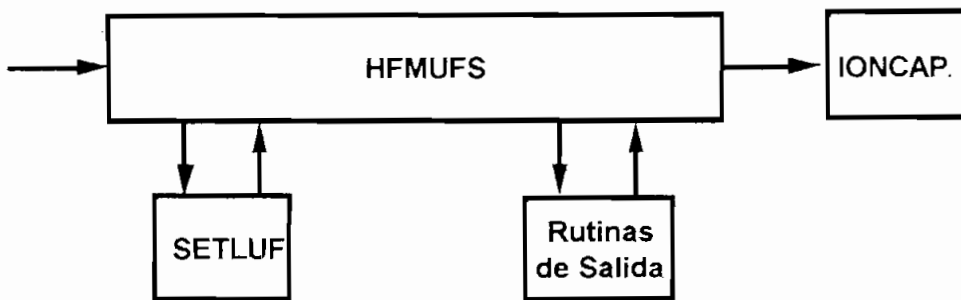 HFMUFS
IONCAP.
SETLUF
Rutinas
de Salida